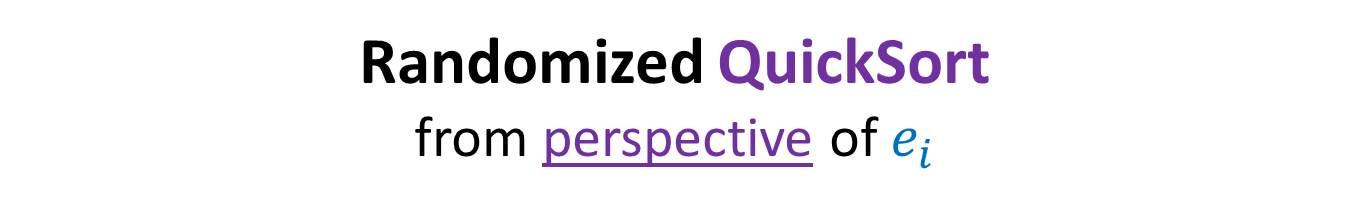 Randomized QuickSort
from perspective of eᵢ